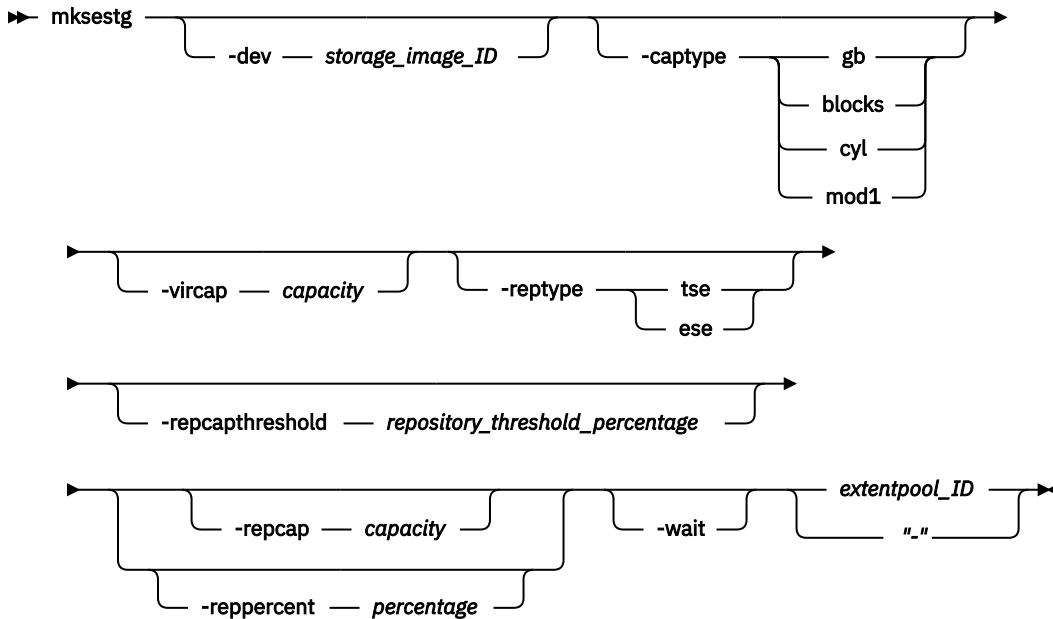 mksestg -dev storage_image_ID -captype gb
blocks
cyl
mod1
-vircap capacity -reptype tse
ese
-repcapthreshold repository_threshold_percentage
extentpool_ID
-repcap capacity -wait "-"
-reppercent percentage